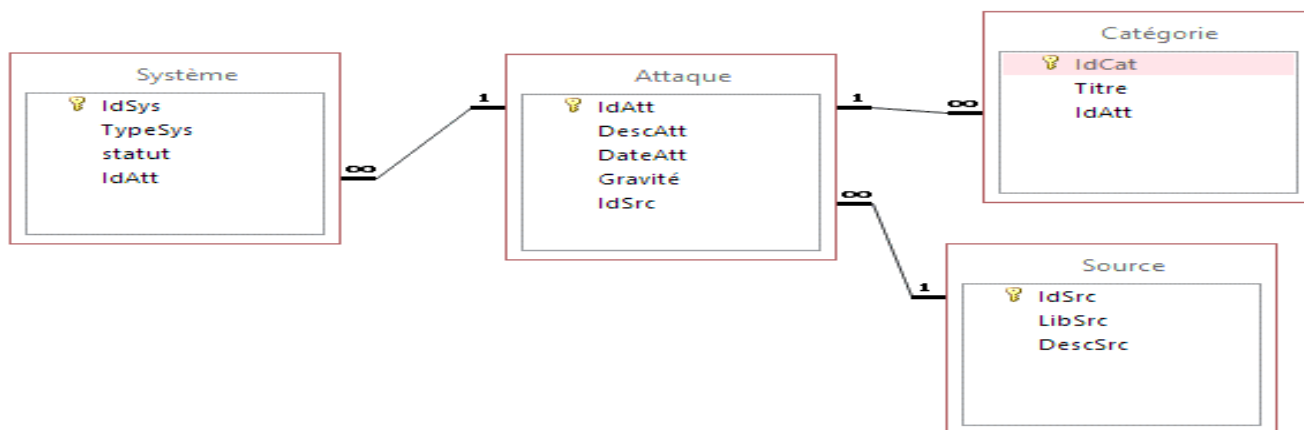 Système
IdSys
TypeSys
statut
IdAtt
1
∞
Attaque
IdAtt
DescAtt
DateAtt
Gravité
IdSrc
1
∞
∞
1
Catégorie
IdCat
Titre
IdAtt
Source
IdSrc
LibSrc
DescSrc